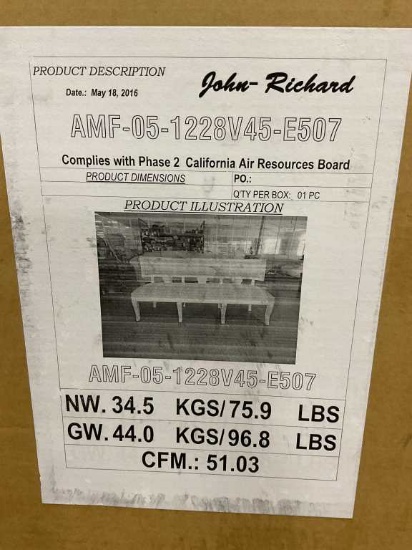 PRODUCT DESCRIPTION
John-Richard
Date.: May 18, 2016
AMF-05-1228V45-E507
Complies with Phase 2 California Air Resources Board
PRODUCT DIMENSIONS
PO.:
Q'TY PER BOX: 01 PC
PRODUCT ILLUSTRATION
AMF-05-1228V45-E507
NW. 34.5 KGS/75.9 LBS
GW. 44.0 KGS/96.8 LBS
CFM.: 51.03